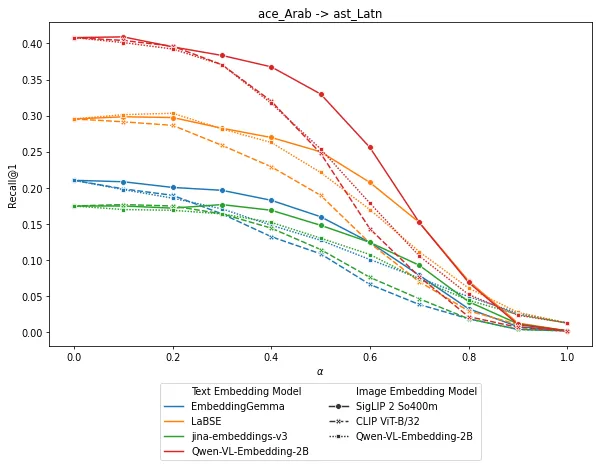 ace_Arab -> ast_Latn
Recall@1
0.40
0.35
0.30
0.25
0.20
0.15
0.10
0.05
0.00
0.0 0.2 0.4 0.6 0.8 1.0
α
Text Embedding Model
EmbeddingGemma
LaBSE
jina-embeddings-v3
Qwen-VL-Embedding-2B
Image Embedding Model
SigLIP 2 So400m
CLIP ViT-B/32
Qwen-VL-Embedding-2B